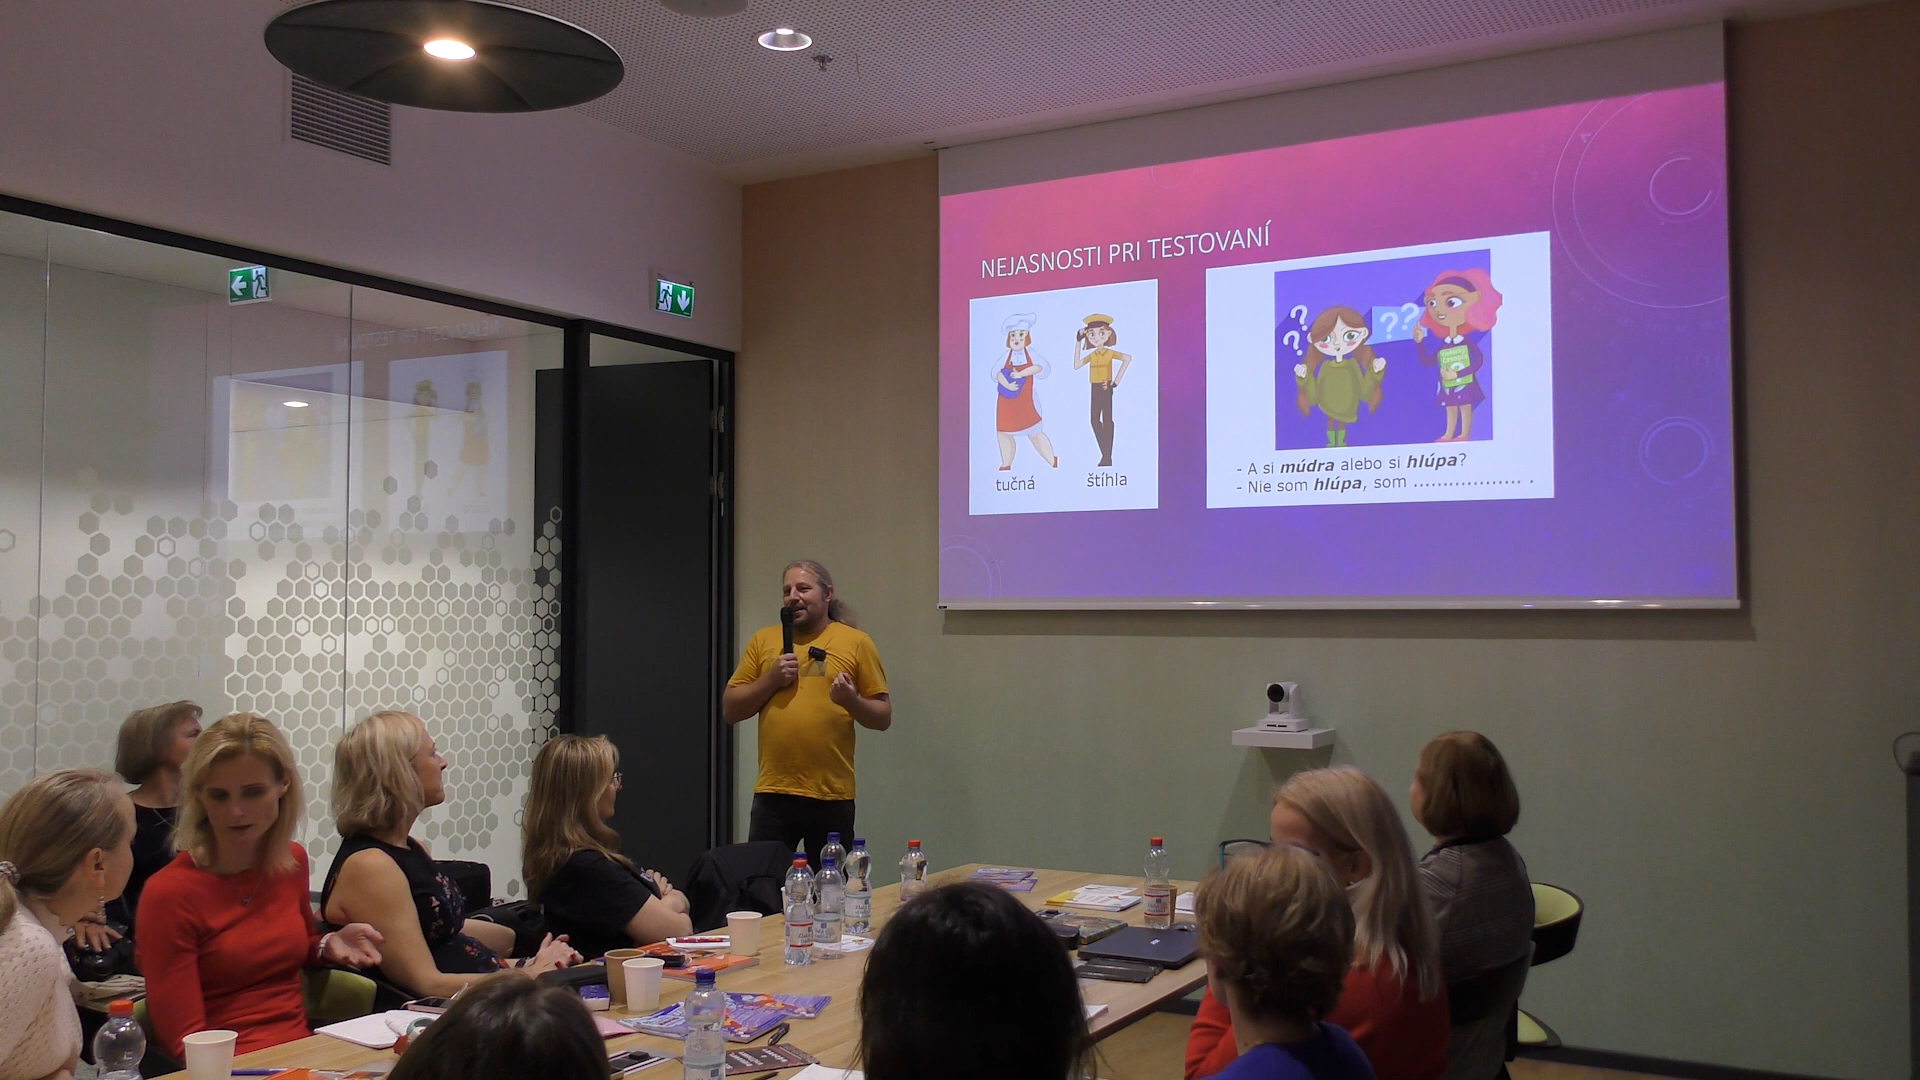 NEJASNOSTI PRI TESTOVANÍ
tučná
štíhla
- A si múdra alebo si hlúpa?
- Nie som hlúpa, som ................... .